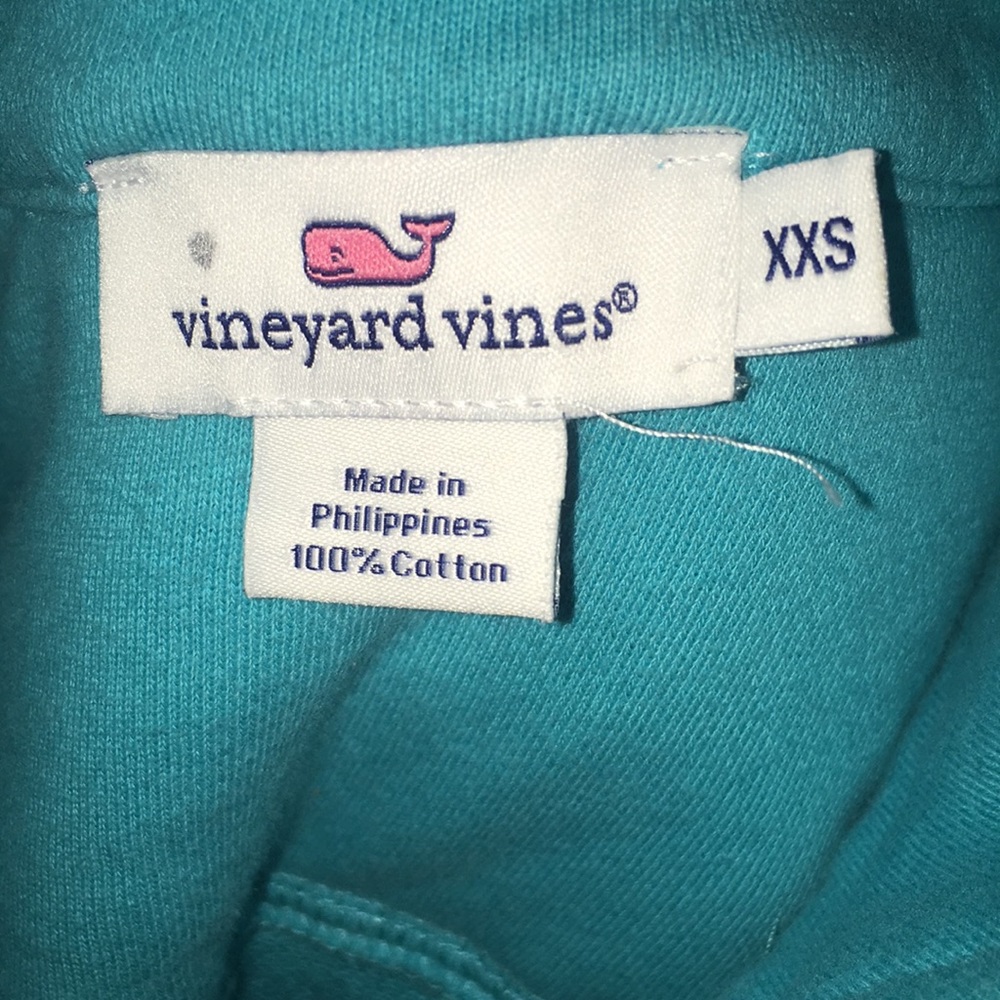 vineyard vines®
XXS
Made in
Philippines
100% Cotton